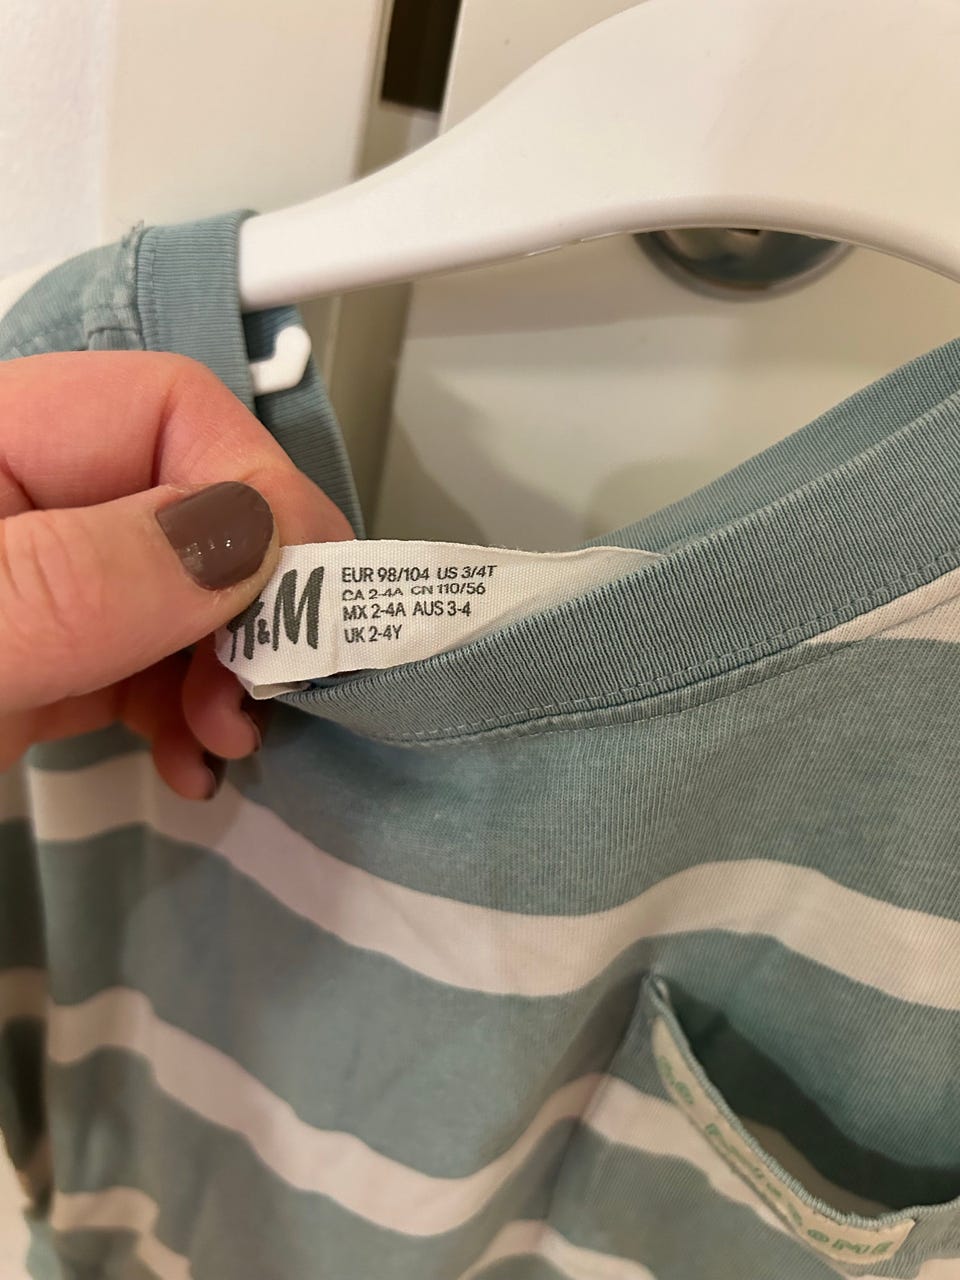 H&M
EUR 98/104 US 3/4T
CA 2-4A CN 110/56
MX 2-4A AUS 3-4
UK 2-4Y